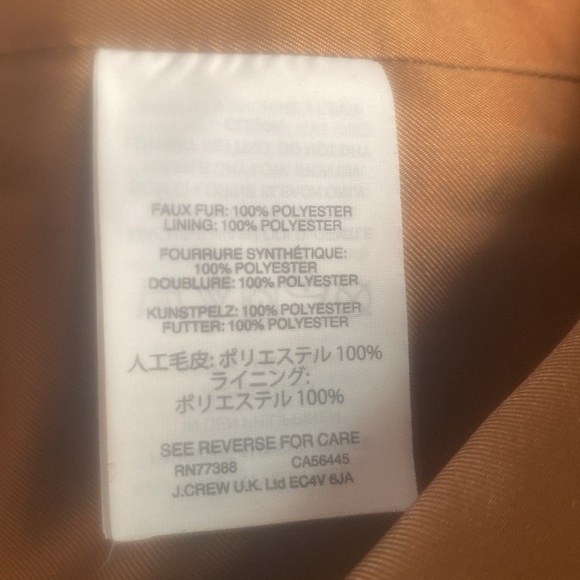 FAUX FUR: 100% POLYESTER
LINING: 100% POLYESTER
FOURRURE SYNTHÉTIQUE:
100% POLYESTER
DOUBLURE: 100% POLYESTER
KUNSTPELZ: 100% POLYESTER
FUTTER: 100% POLYESTER
人工毛皮: ポリエステル 100%
ライニング:
ポリエステル 100%
SEE REVERSE FOR CARE
RN77388 CA56445
J.CREW U.K. Ltd EC4V 6JA